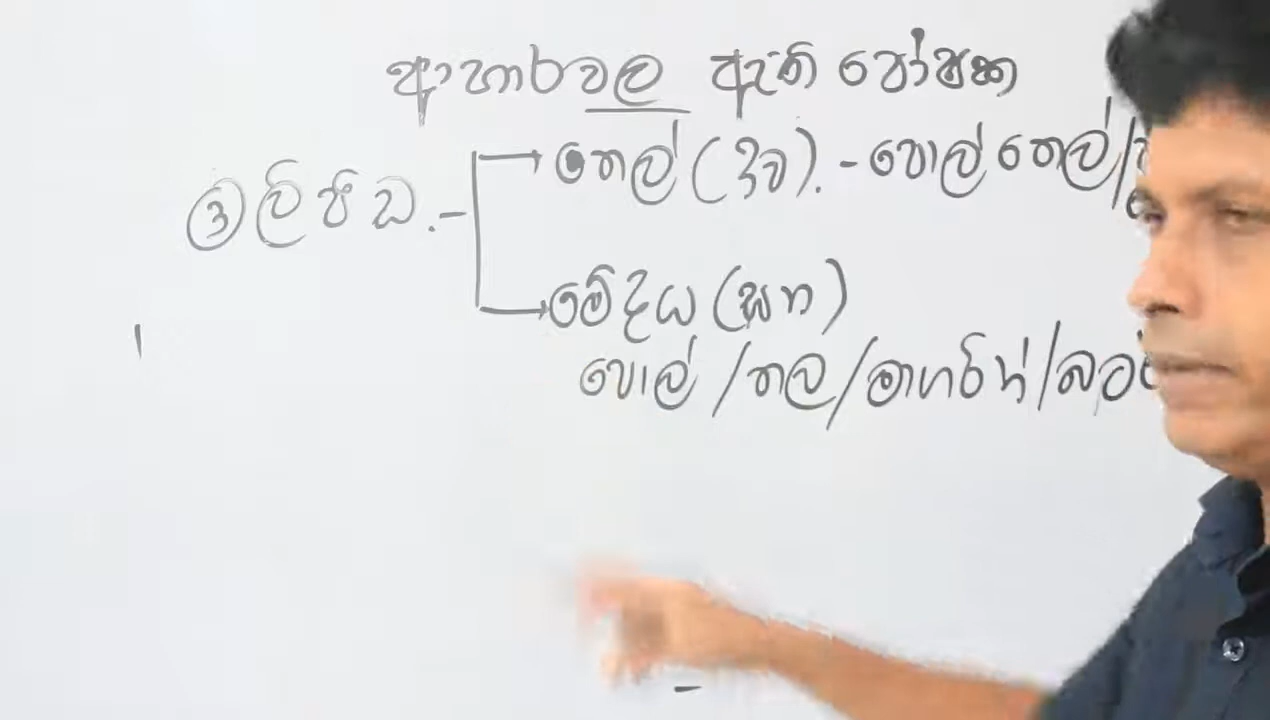 ආහාරවල ඇති පෝෂක
③ ලිපිඩ. -
තෙල් (ද්‍රව). - පොල් තෙල්/
මේදය (ඝන)
පොල් /තල /මාගරින්/බටර්